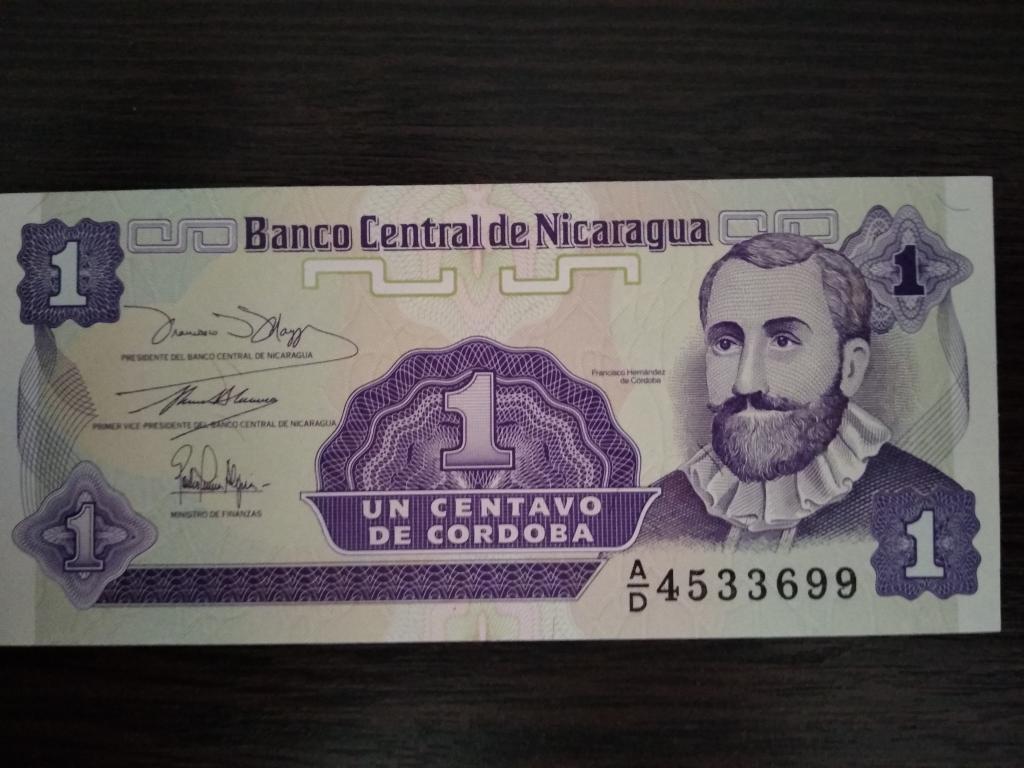 Banco Central de Nicaragua
1
1
PRESIDENTE DEL BANCO CENTRAL DE NICARAGUA
Francisco Hernández
de Córdoba
1
PRIMER VICE-PRESIDENTE DEL BANCO CENTRAL DE NICARAGUA
UN CENTAVO
DE CORDOBA
MINISTRO DE FINANZAS
1
1
A/D 4533699